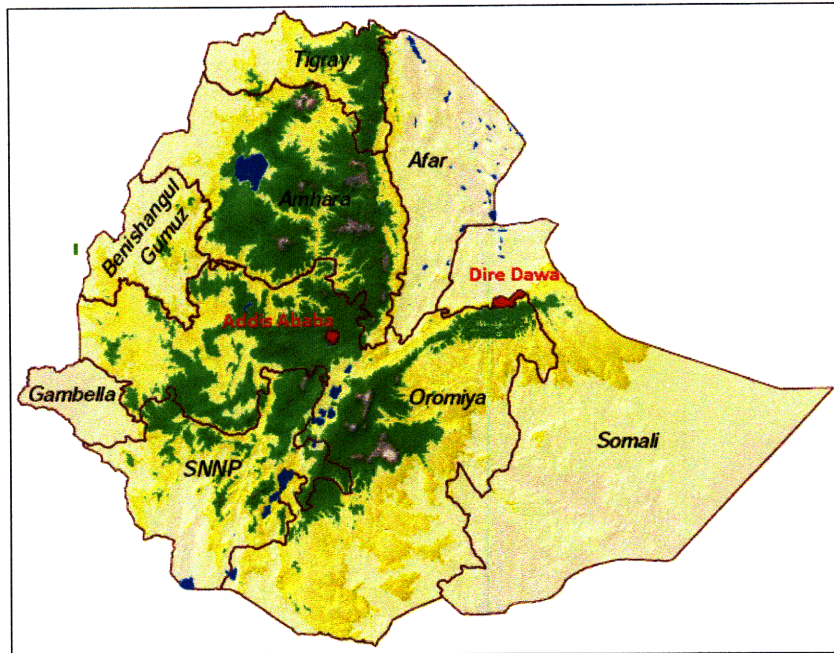 Tigray
Afar
Amhara
Benishangul
Gumuz
Dire Dawa
Addis Ababa
Gambella
Oromiya
Somali
SNNP